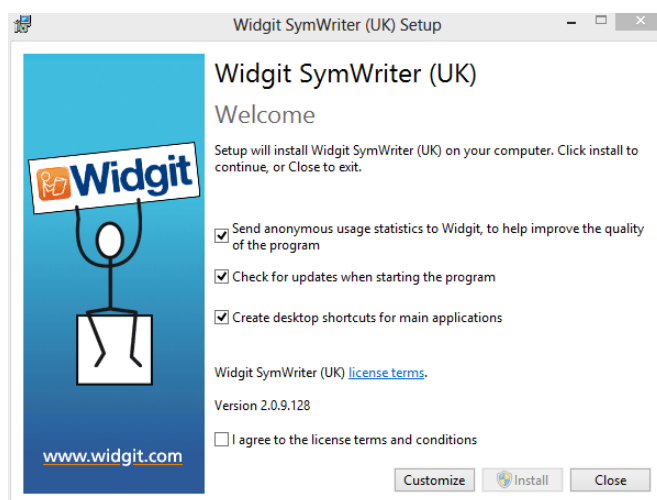 Widgit SymWriter (UK) Setup
Widgit SymWriter (UK)
Welcome
Setup will install Widgit SymWriter (UK) on your computer. Click install to
continue, or Close to exit.
Widgit
Send anonymous usage statistics to Widgit, to help improve the quality
of the program
Check for updates when starting the program
Create desktop shortcuts for main applications
Widgit SymWriter (UK) license terms.
Version 2.0.9.128
I agree to the license terms and conditions
www.widgit.com
Customize Install Close